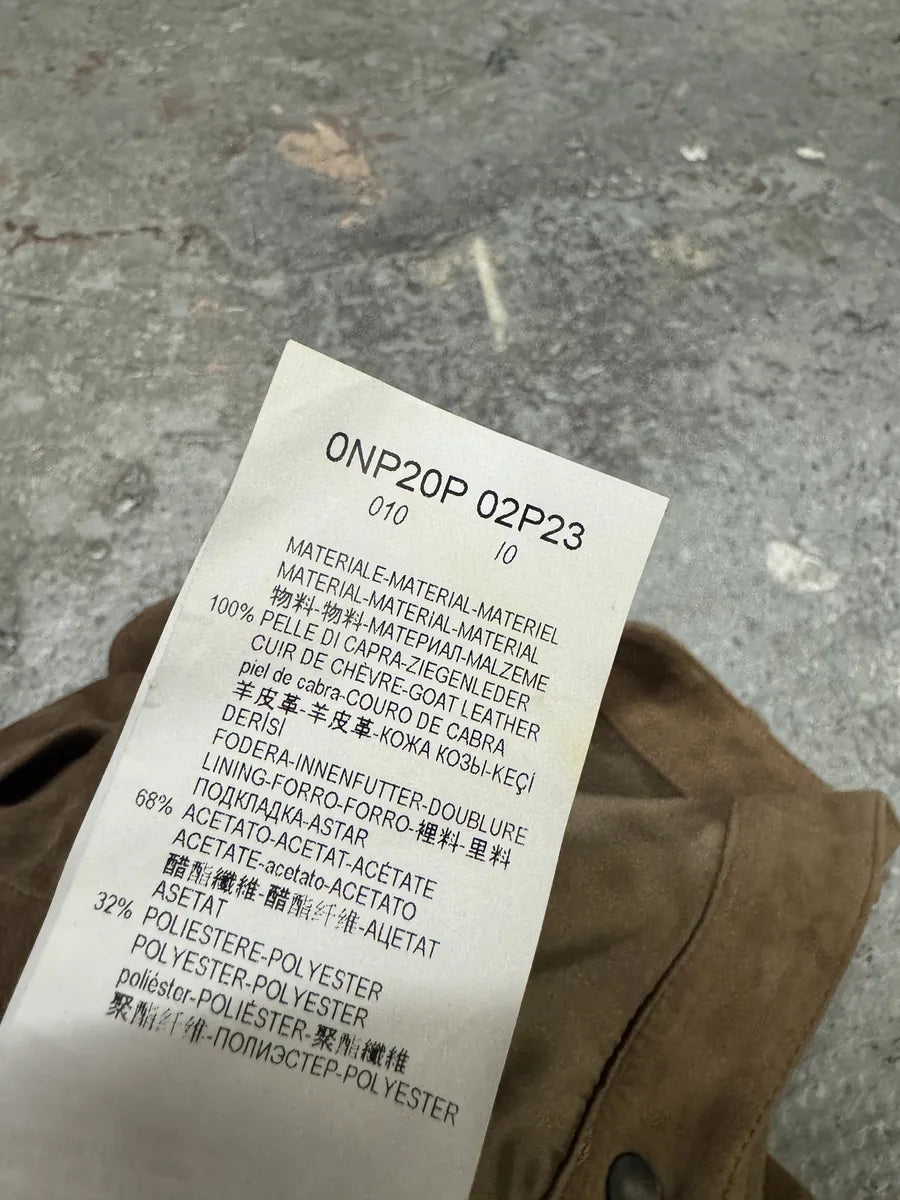 0NP20P 02P23
010 10
MATERIALE-MATERIAL-MATERIEL
MATERIAL-MATERIAL-MATERIAL
物料-物料-МАТЕРИАЛ-MALZEME
100% PELLE DI CAPRA-ZIEGENLEDER
CUIR DE CHÈVRE-GOAT LEATHER
piel de cabra-COURO DE CABRA
羊皮革-羊皮革-КОЖА КОЗЫ-KEÇİ
DERİSİ
FODERA-INNENFUTTER-DOUBLURE
LINING-FORRO-FORRO-裡料-里料
ПОДКЛАДКА-ASTAR
68% ACETATO-ACETAT-ACÉTATE
ACETATE-acetato-ACETATO
醋酯纖維-醋酯纤维-АЦЕТАТ
ASETAT
32% POLIESTERE-POLYESTER
POLYESTER-POLYESTER
poliéster-POLIÉSTER-聚酯纖維
聚酯纤维-ПОЛИЭСТЕР-POLYESTER